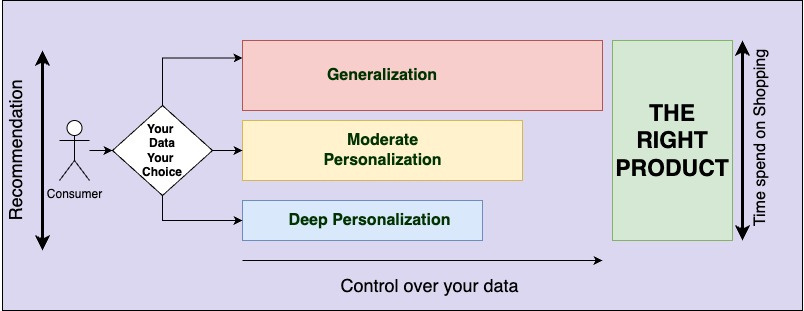 Recommendation
Consumer
Your
Data
Your
Choice
Generalization
Moderate
Personalization
Deep Personalization
Control over your data
THE
RIGHT
PRODUCT
Time spend on Shopping